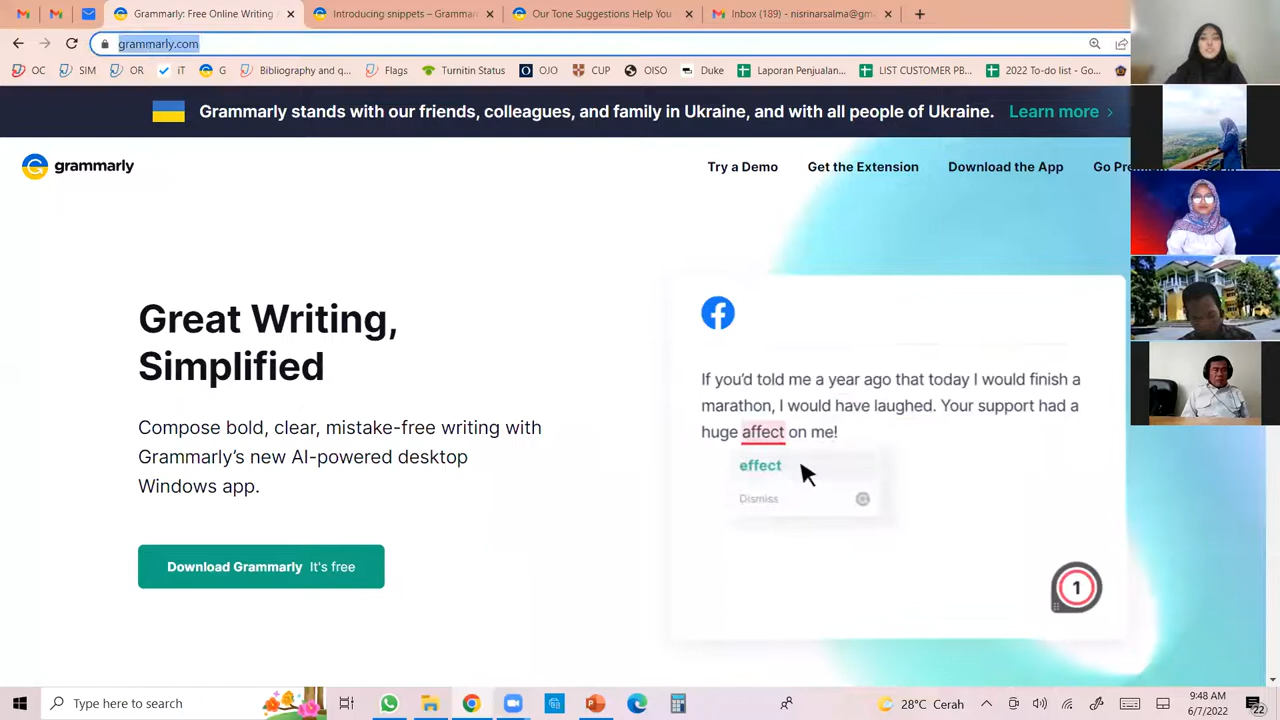 Grammarly: Free Online Writing
Introducing snippets – Grammar
Our Tone Suggestions Help You
Inbox (189) - nisrinarsalma@gm
grammarly.com
OC
SIM
OR
iT
G
Bibliography and q...
Flags
Turnitin Status
OJO
CUP
OISO
Duke
Laporan Penjualan...
LIST CUSTOMER PB...
2022 To-do list - Go...
Grammarly stands with our friends, colleagues, and family in Ukraine, and with all people of Ukraine. Learn more
grammarly
Try a Demo
Get the Extension
Download the App
Go
Great Writing,
Simplified
Compose bold, clear, mistake-free writing with
Grammarly's new AI-powered desktop
Windows app.
Download Grammarly It's free
If you'd told me a year ago that today I would finish a
marathon, I would have laughed. Your support had a
huge affect on me!
effect
Dismiss
1
Type here to search
28°C Cerah
9:48 AM
6/7/2022
22